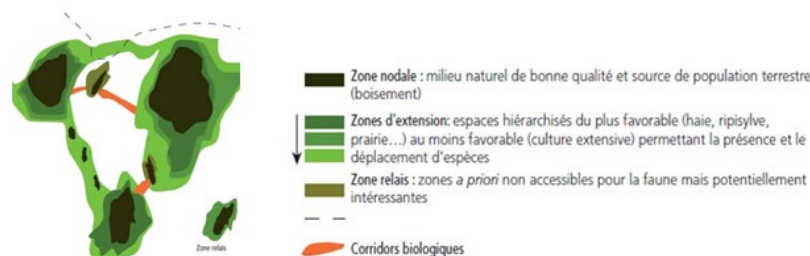 Zone nodale : milieu naturel de bonne qualité et source de population terrestre
(boisement)
Zones d'extension: espaces hiérarchisés du plus favorable (haie, ripisylve,
prairie...) au moins favorable (culture extensive) permettant la présence et le
déplacement d'espèces
Zone relais : zones a priori non accessibles pour la faune mais potentiellement
intéressantes
Corridors biologiques
Zone relais